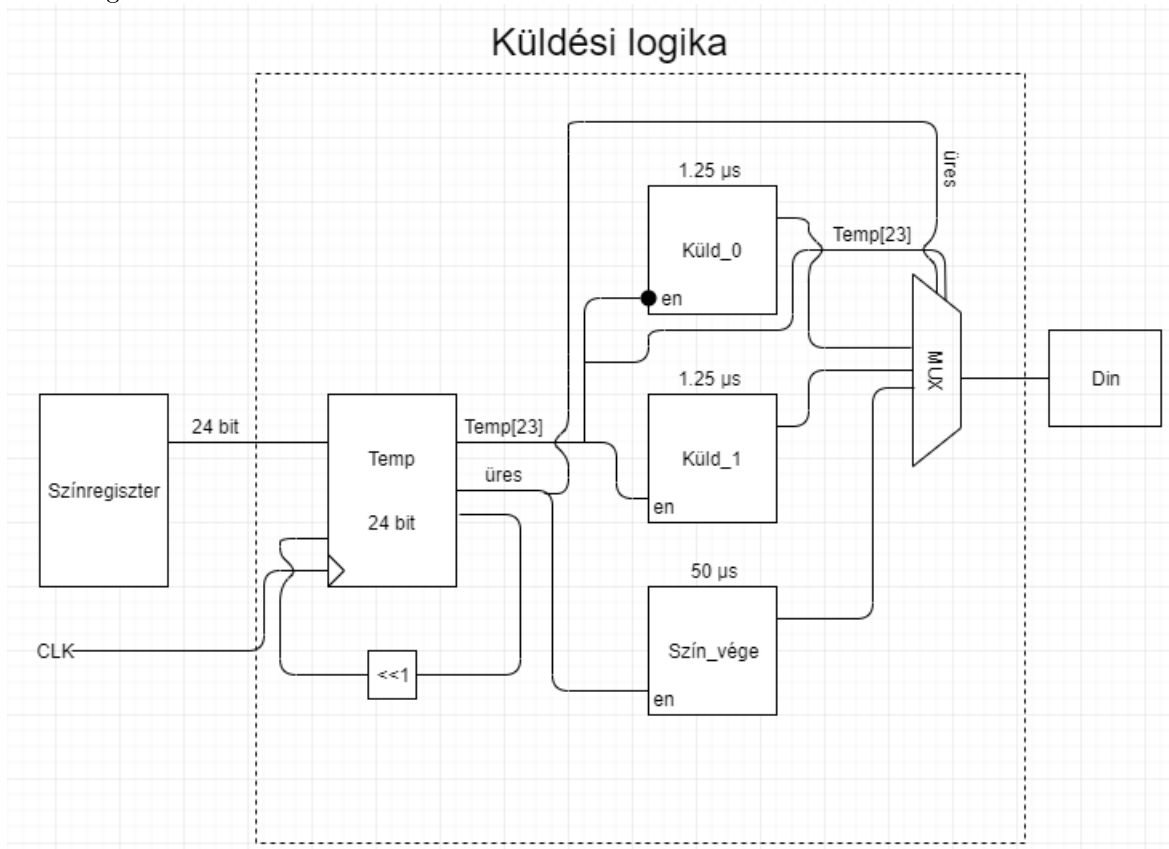 Küldési logika
üres
1.25 µs
Temp[23]
Küld_0
en
MUX
Din
1.25 µs
24 bit
Temp[23]
Temp
Küld_1
üres
Színregiszter
en
24 bit
50 µs
CLK
<<1
Szín_vége
en